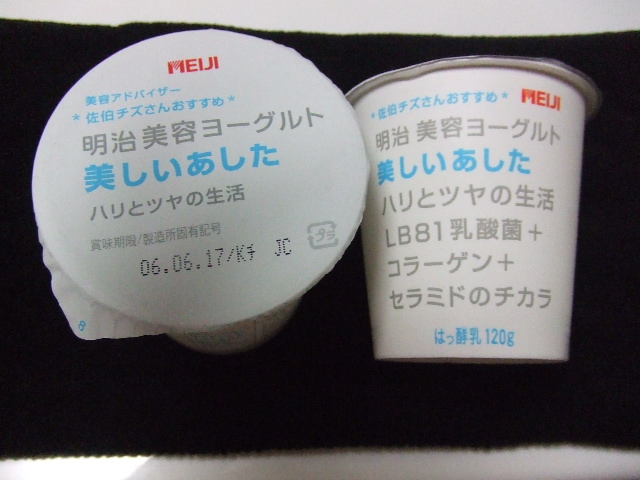 MEIJI
美容アドバイザー
*佐伯チズさんおすすめ*
明治 美容ヨーグルト
美しいあした
ハリとツヤの生活
賞味期限/製造所固有記号
06.06.17/Kチ JC
プラ
*佐伯チズさんおすすめ*
MEIJI
明治 美容ヨーグルト
美しいあした
ハリとツヤの生活
LB81乳酸菌+
コラーゲン+
セラミドのチカラ
はっ酵乳 120g